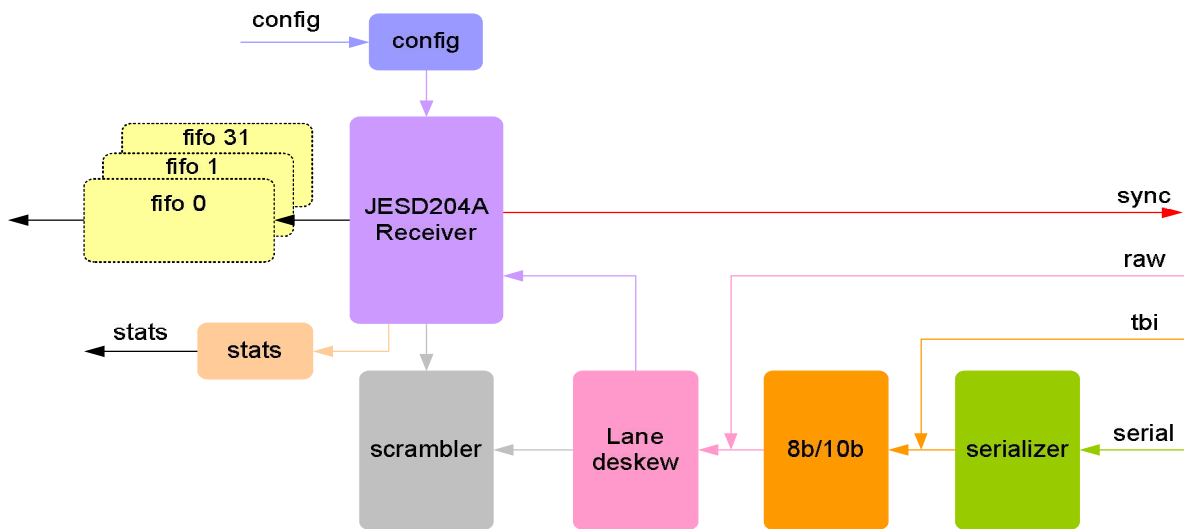 config
config
fifo 31
fifo 1
fifo 0
JESD204A
Receiver
sync
raw
tbi
stats
stats
scrambler
Lane
deskew
8b/10b
serializer
serial